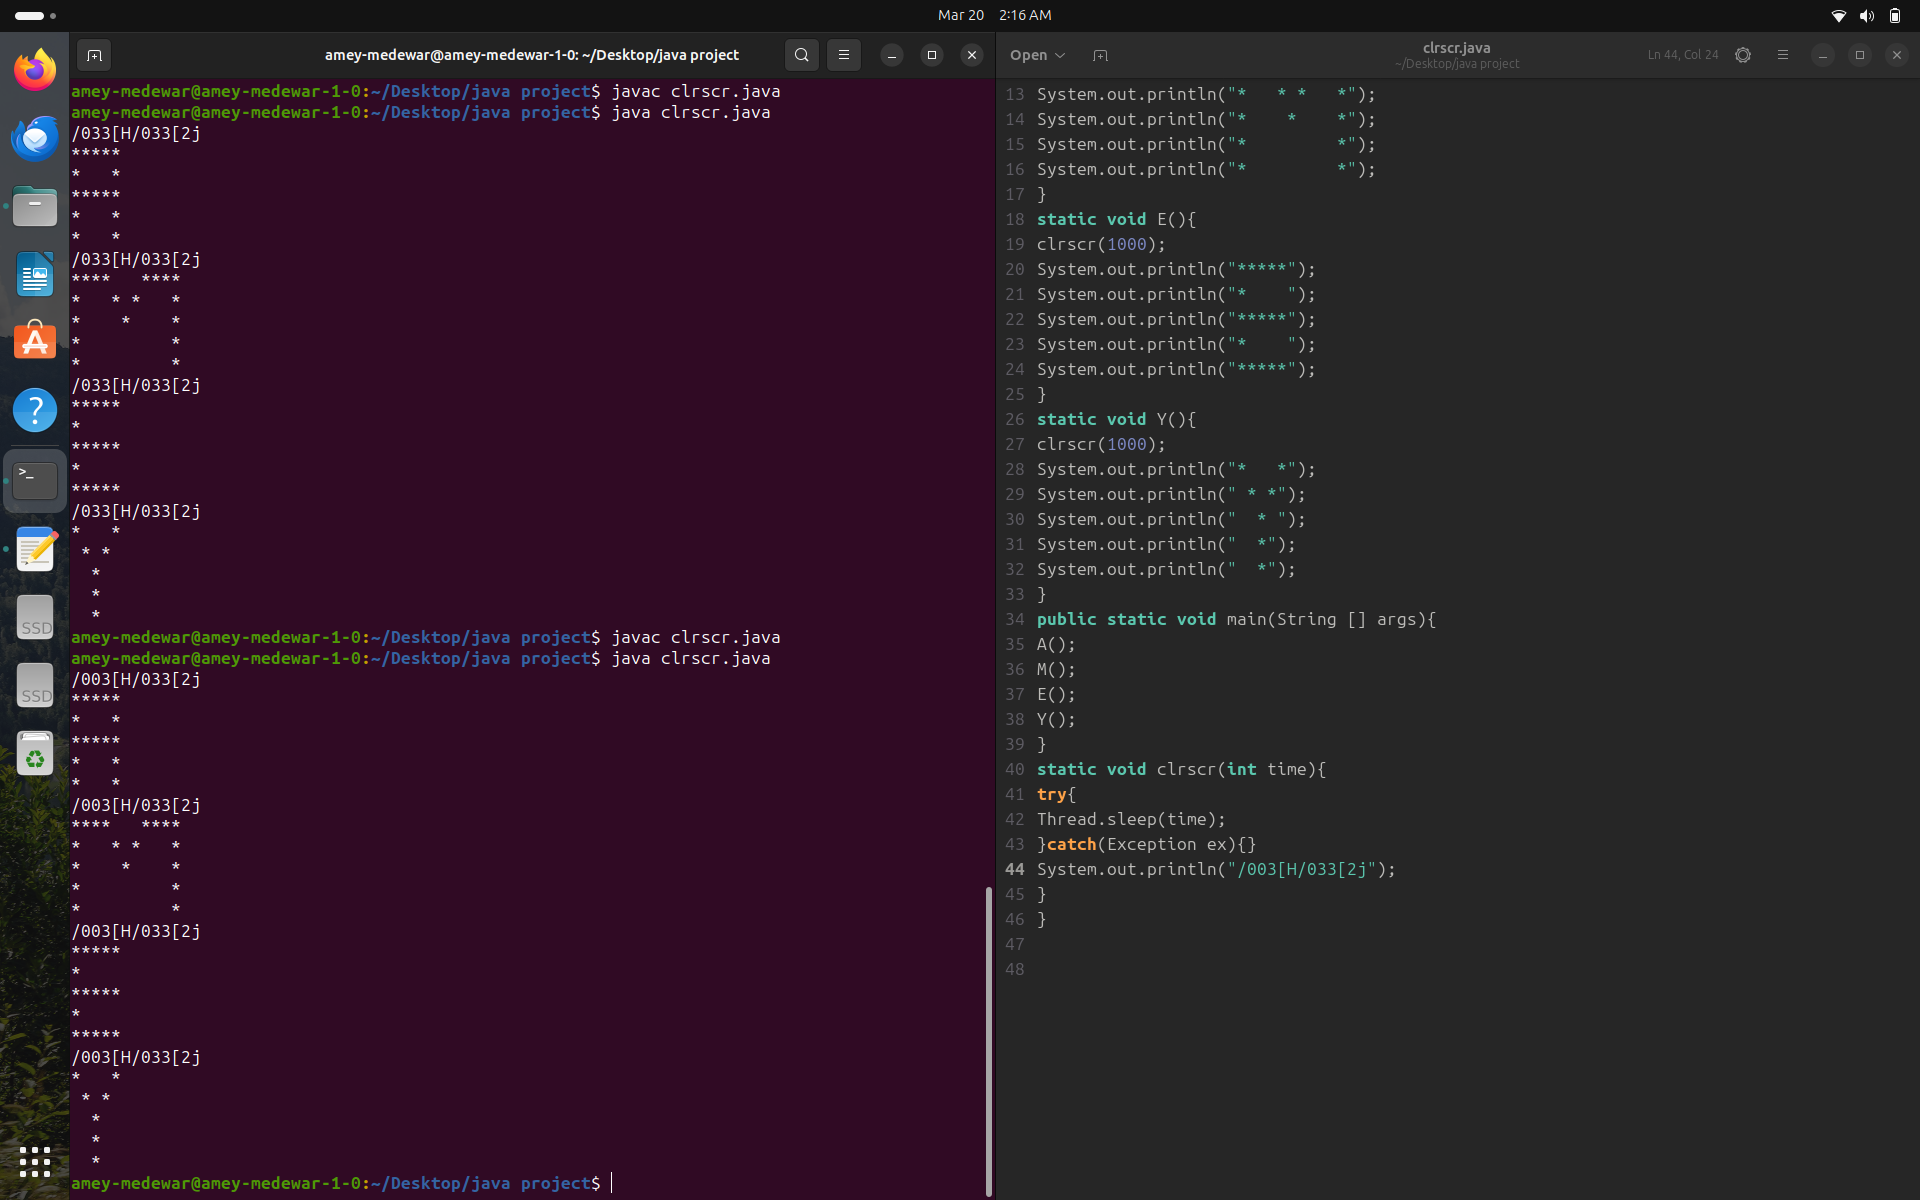 Mar 20 2:16 AM
amey-medewar@amey-medewar-1-0: ~/Desktop/java project
amey-medewar@amey-medewar-1-0:~/Desktop/java project$ javac clrscr.java
amey-medewar@amey-medewar-1-0:~/Desktop/java project$ java clrscr.java
/033[H/033[2j
*****
*   *
*****
*   *
*   *
/033[H/033[2j
****   ****
*   * *   *
*    *    *
*         *
*         *
/033[H/033[2j
*****
*
*****
*
*****
/033[H/033[2j
*   *
 * *
  *
  *
  *
amey-medewar@amey-medewar-1-0:~/Desktop/java project$ javac clrscr.java
amey-medewar@amey-medewar-1-0:~/Desktop/java project$ java clrscr.java
/003[H/033[2j
*****
*   *
*****
*   *
*   *
/003[H/033[2j
****   ****
*   * *   *
*    *    *
*         *
*         *
/003[H/033[2j
*****
*
*****
*
*****
/003[H/033[2j
*   *
 * *
  *
  *
  *
amey-medewar@amey-medewar-1-0:~/Desktop/java project$
Open
clrscr.java
~/Desktop/java project
Ln 44, Col 24
13 System.out.println("*   * *   *");
14 System.out.println("*    *    *");
15 System.out.println("*         *");
16 System.out.println("*         *");
17 }
18 static void E(){
19 clrscr(1000);
20 System.out.println("*****");
21 System.out.println("*    ");
22 System.out.println("*****");
23 System.out.println("*    ");
24 System.out.println("*****");
25 }
26 static void Y(){
27 clrscr(1000);
28 System.out.println("*   *");
29 System.out.println(" * *");
30 System.out.println("  * ");
31 System.out.println("  *");
32 System.out.println("  *");
33 }
34 public static void main(String [] args){
35 A();
36 M();
37 E();
38 Y();
39 }
40 static void clrscr(int time){
41 try{
42 Thread.sleep(time);
43 }catch(Exception ex){}
44 System.out.println("/003[H/033[2j");
45 }
46 }
47
48
SSD
SSD